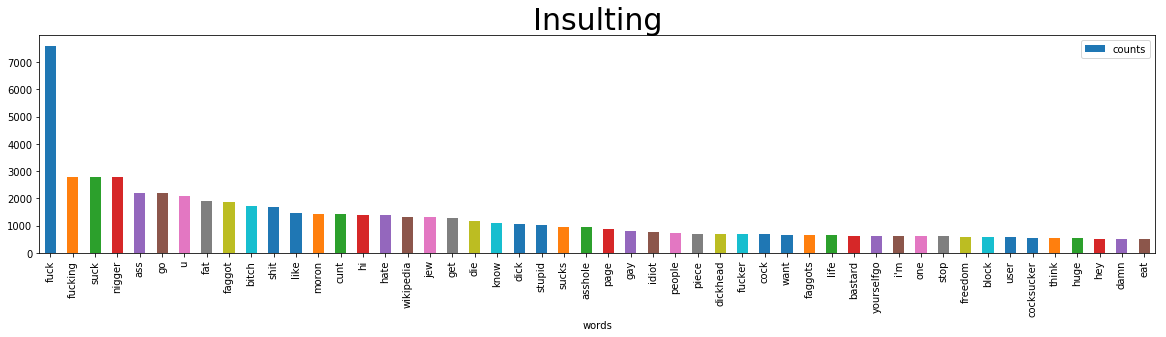 Insulting
counts
7000
6000
5000
4000
3000
2000
1000
0
fuck
fucking
suck
nigger
ass
go
u
fat
faggot
bitch
shit
like
moron
cunt
hi
hate
wikipedia
jew
get
die
know
dick
stupid
sucks
asshole
page
gay
idiot
people
piece
dickhead
fucker
cock
want
faggots
life
bastard
yourselfgo
i'm
one
stop
freedom
block
user
cocksucker
think
huge
hey
damn
eat
words